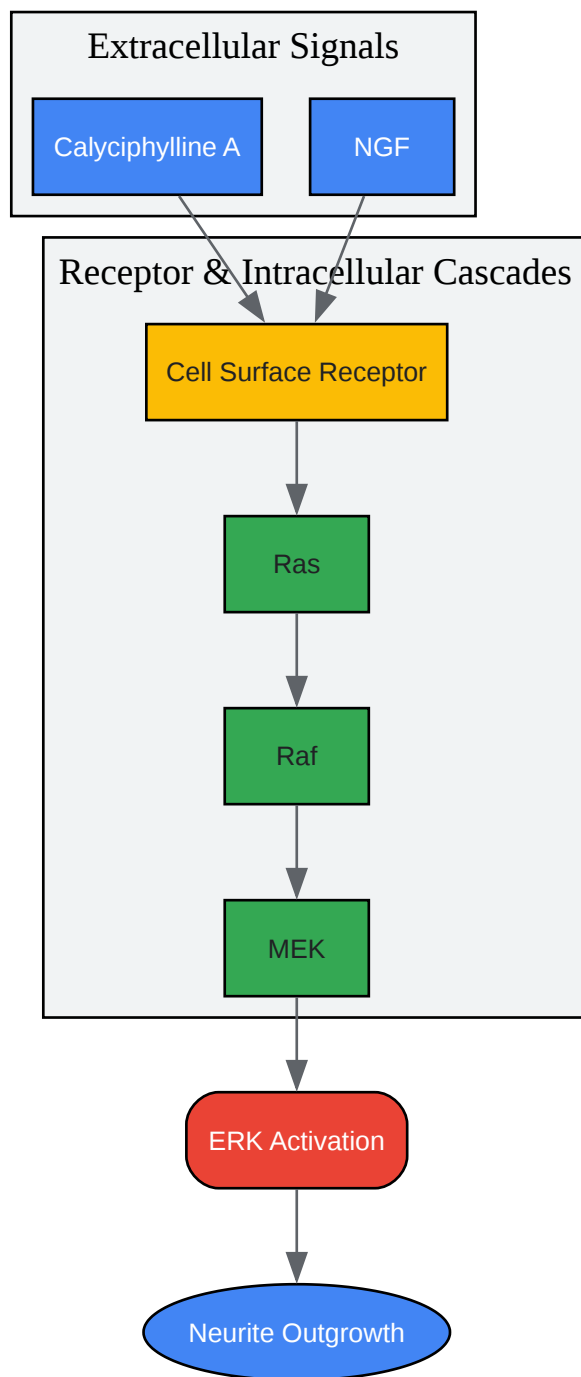 Extracellular Signals
Calyciphylline A
NGF
Receptor & Intracellular Cascades
Cell Surface Receptor
Ras
Raf
MEK
ERK Activation
Neurite Outgrowth